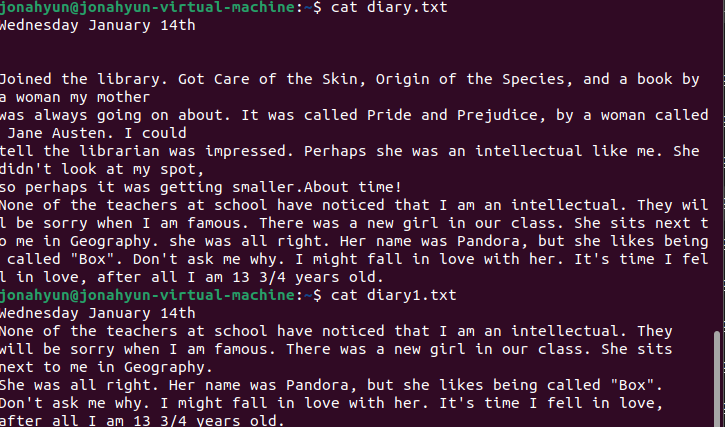 jonahyun@jonahyun-virtual-machine:~$ cat diary.txt
Wednesday January 14th
Joined the library. Got Care of the Skin, Origin of the Species, and a book by
a woman my mother
was always going on about. It was called Pride and Prejudice, by a woman called
Jane Austen. I could
tell the librarian was impressed. Perhaps she was an intellectual like me. She
didn't look at my spot,
so perhaps it was getting smaller.About time!
None of the teachers at school have noticed that I am an intellectual. They wil
l be sorry when I am famous. There was a new girl in our class. She sits next t
o me in Geography. she was all right. Her name was Pandora, but she likes being
called "Box". Don't ask me why. I might fall in love with her. It's time I fel
l in love, after all I am 13 3/4 years old.
jonahyun@jonahyun-virtual-machine:~$ cat diary1.txt
Wednesday January 14th
None of the teachers at school have noticed that I am an intellectual. They
will be sorry when I am famous. There was a new girl in our class. She sits
next to me in Geography.
She was all right. Her name was Pandora, but she likes being called "Box".
Don't ask me why. I might fall in love with her. It's time I fell in love,
after all I am 13 3/4 years old.